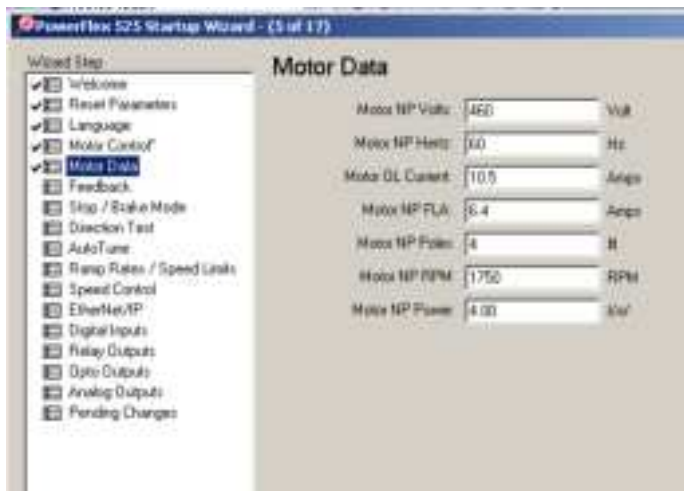 PowerFlex 525 Startup Wizard - (5 of 17)
Wizard Step
Welcome
Reset Parameters
Language
Motor Control*
Motor Data
Feedback
Stop / Brake Mode
Direction Test
AutoTune
Ramp Rates / Speed Limits
Speed Control
EtherNet/IP
Digital Inputs
Relay Outputs
Opto Outputs
Analog Outputs
Pending Changes
Motor Data
Motor NP Volts: 460 Volt
Motor NP Hertz: 60 Hz
Motor OL Current: 10.5 Amps
Motor NP FLA: 6.4 Amps
Motor NP Poles: 4
Motor NP RPM: 1750 RPM
Motor NP Power: 4.00 kW